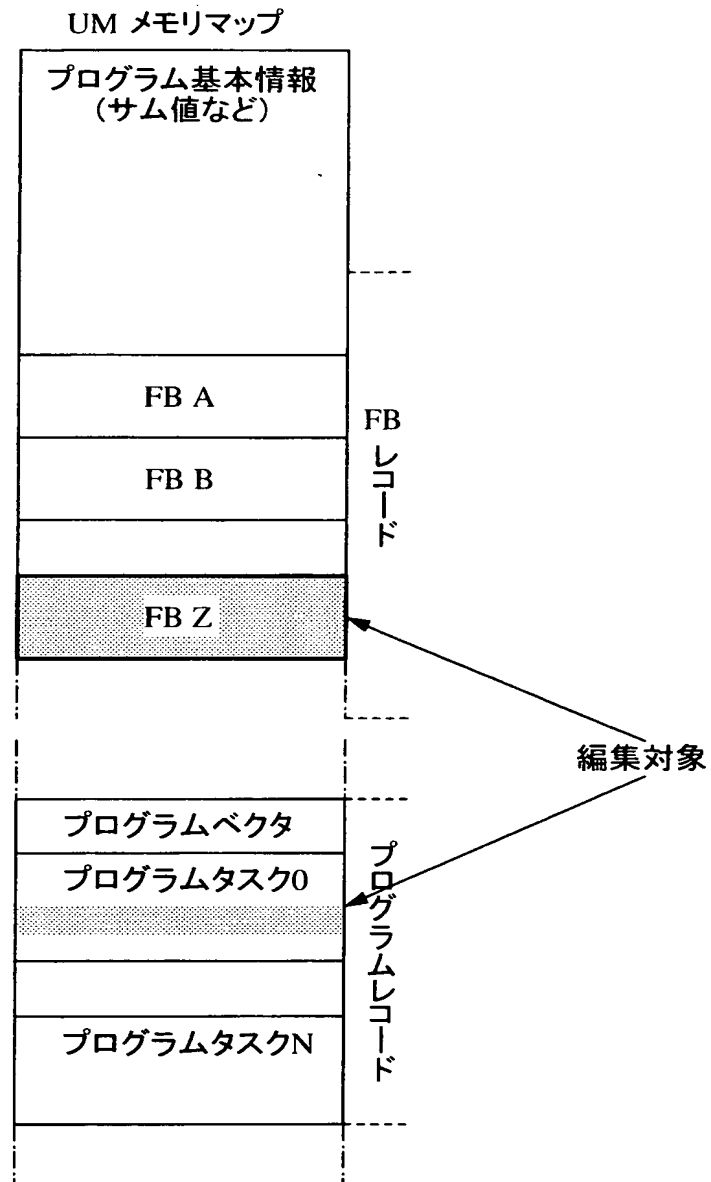 UM メモリマップ
プログラム基本情報
(サム値など)
FB A
FB
レコード
FB B
FB Z
編集対象
プログラムベクタ
プログラムタスク0
プログラムレコード
プログラムタスクN